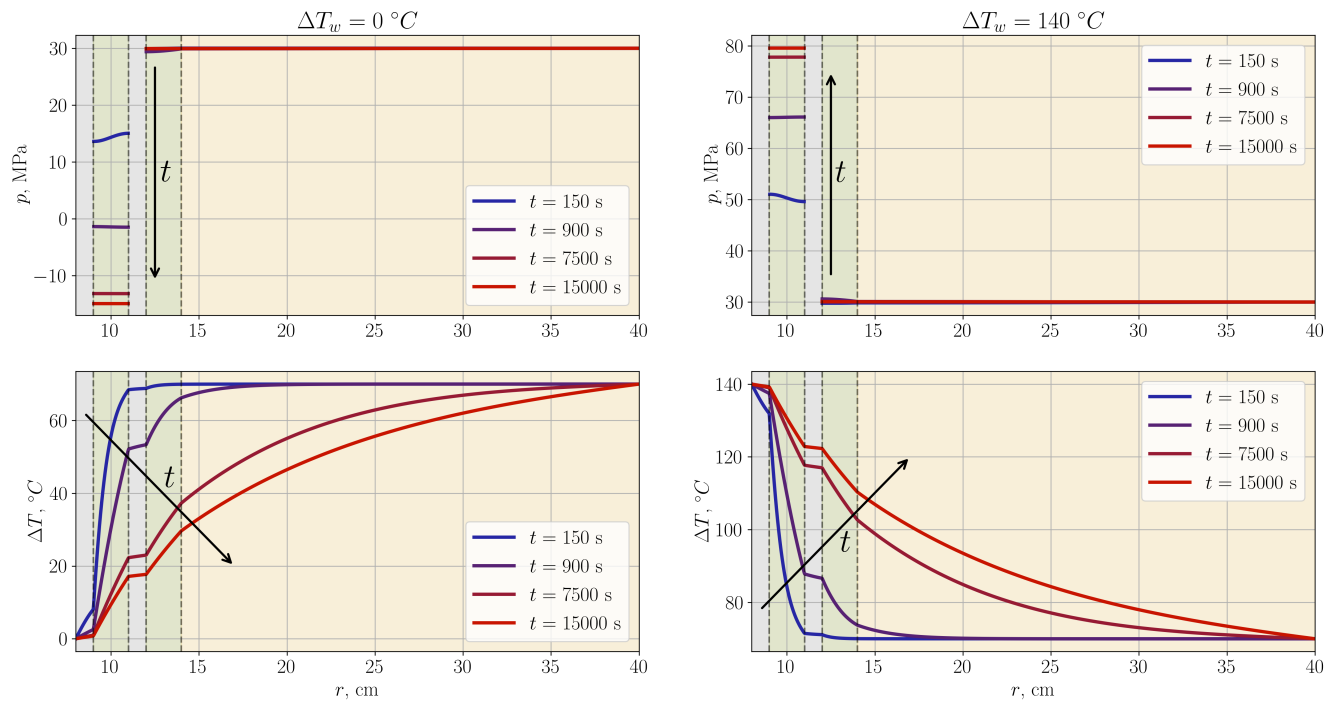 ΔT_w = 0 °C
p, MPa
30
20
10
0
−10
t
t = 150 s
t = 900 s
t = 7500 s
t = 15000 s
10 15 20 25 30 35 40
ΔT_w = 140 °C
p, MPa
80
70
60
50
40
30
t
t = 150 s
t = 900 s
t = 7500 s
t = 15000 s
10 15 20 25 30 35 40
ΔT, °C
60
40
20
0
t
t = 150 s
t = 900 s
t = 7500 s
t = 15000 s
10 15 20 25 30 35 40
r, cm
ΔT, °C
140
120
100
80
t
t = 150 s
t = 900 s
t = 7500 s
t = 15000 s
10 15 20 25 30 35 40
r, cm